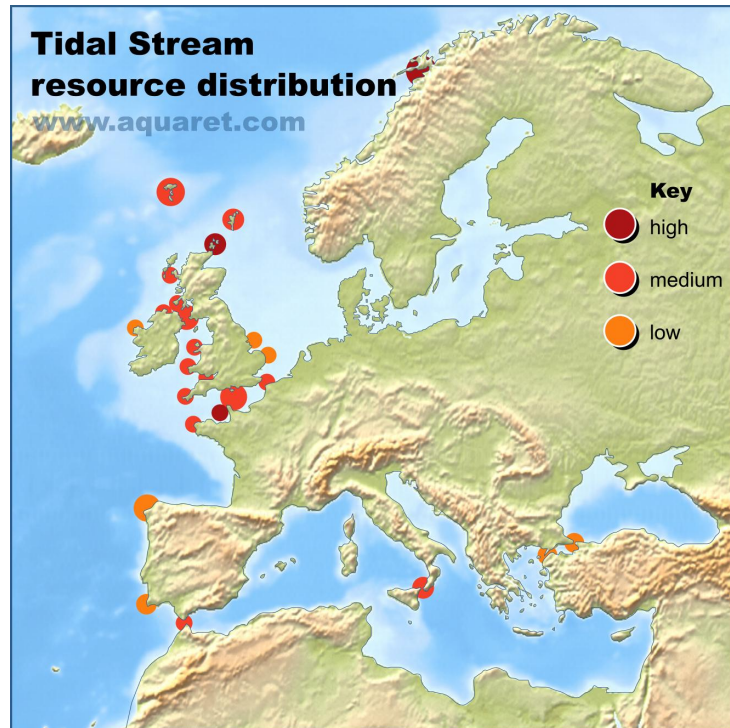 Tidal Stream
resource distribution
www.aquaret.com
Key
high
medium
low